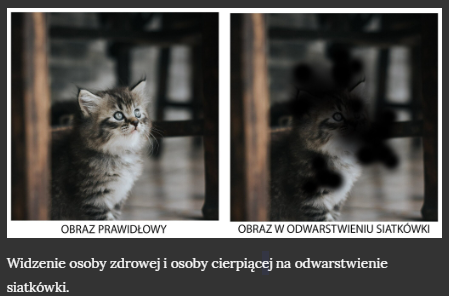 OBRAZ PRAWIDŁOWY
OBRAZ W ODWARSTWIENIU SIATKÓWKI
Widzenie osoby zdrowej i osoby cierpiącej na odwarstwienie
siatkówki.